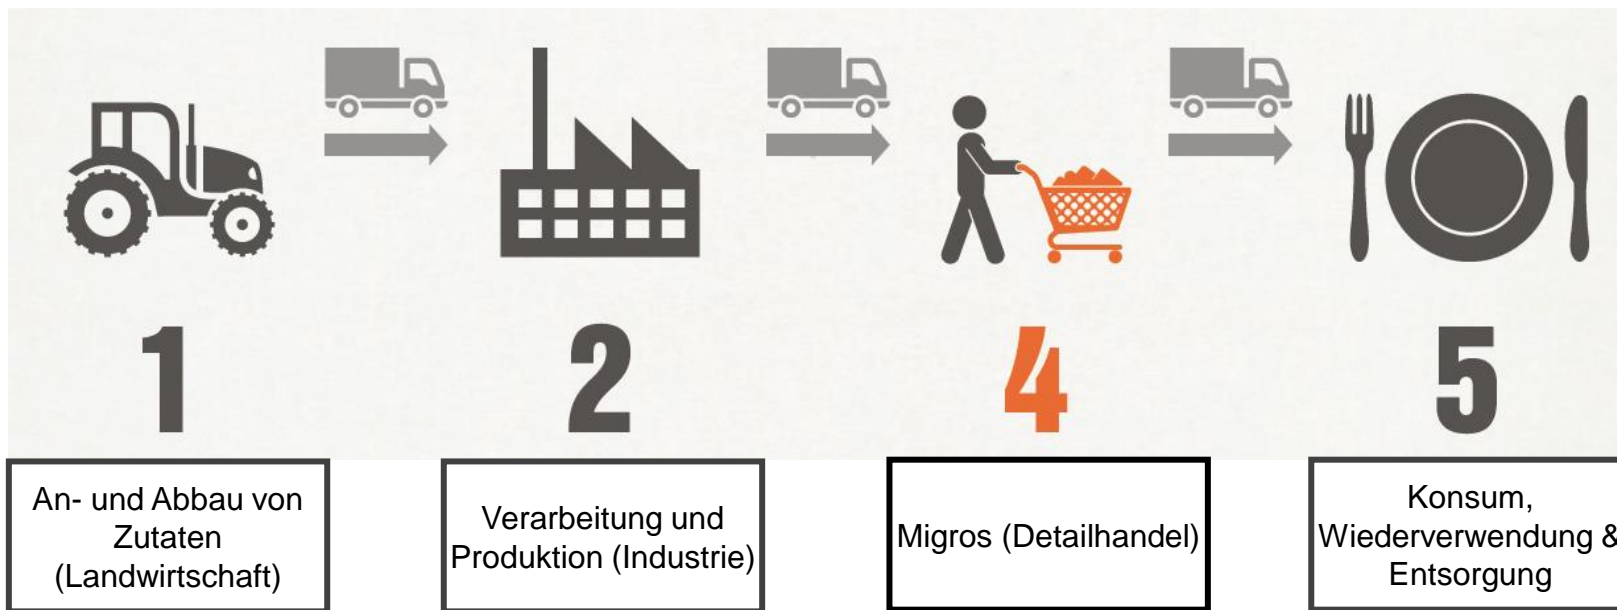 1
2
4
5
An- und Abbau von
Zutaten
(Landwirtschaft)
Verarbeitung und
Produktion (Industrie)
Migros (Detailhandel)
Konsum,
Wiederverwendung &
Entsorgung